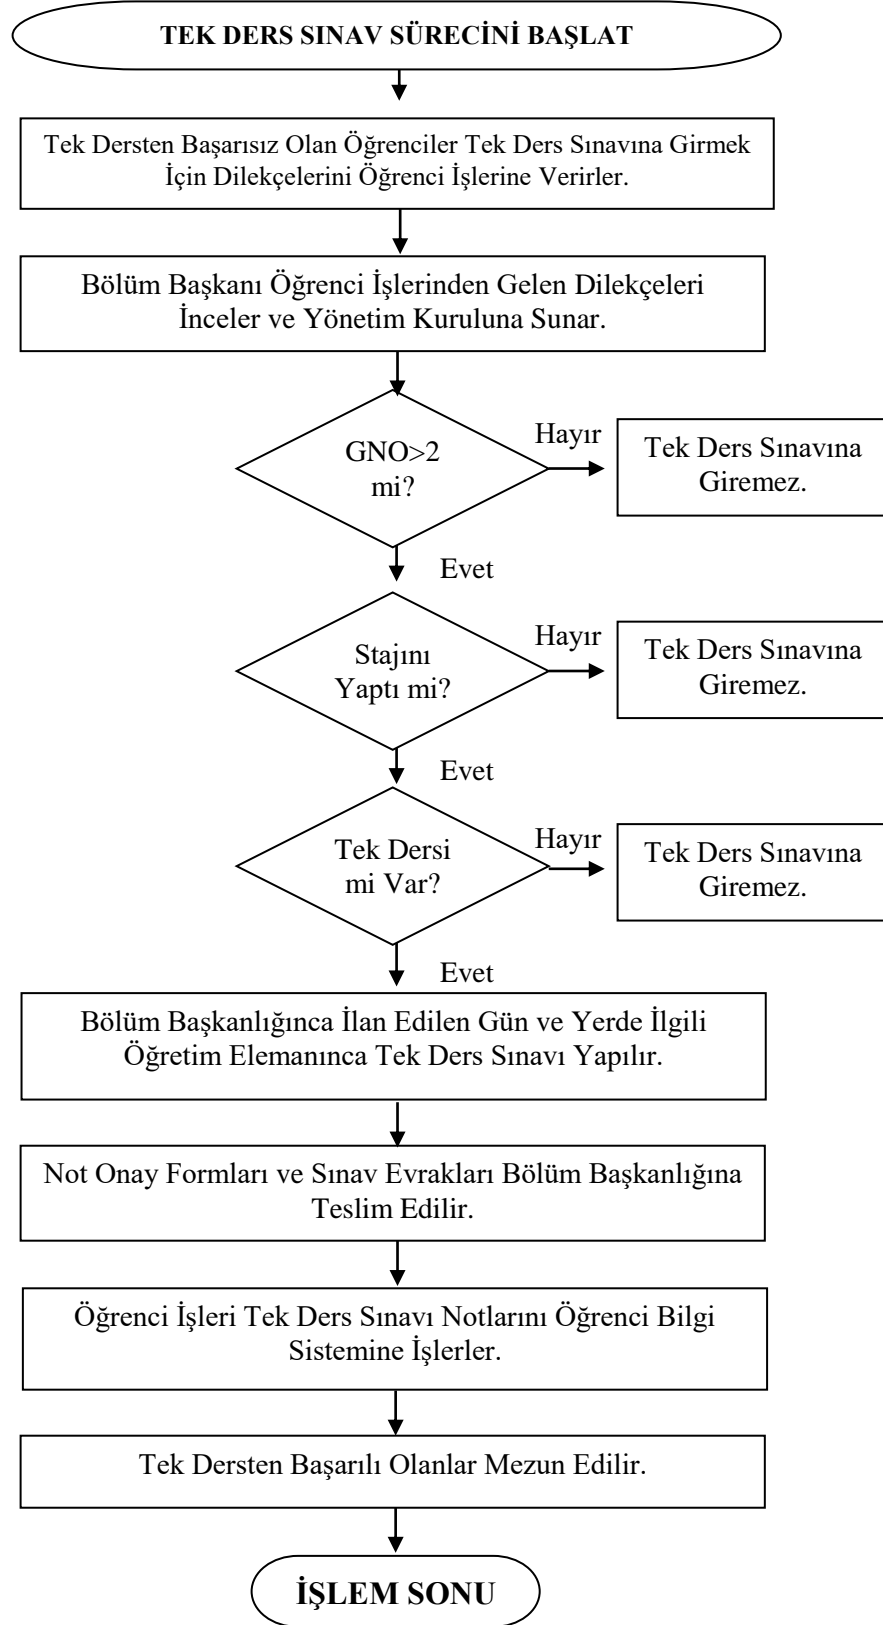 TEK DERS SINAV SÜRECİNİ BAŞLAT
Tek Dersten Başarısız Olan Öğrenciler Tek Ders Sınavına Girmek
İçin Dilekçelerini Öğrenci İşlerine Verirler.
Bölüm Başkanı Öğrenci İşlerinden Gelen Dilekçeleri
İnceler ve Yönetim Kuruluna Sunar.
GNO>2
mi?
Hayır
Tek Ders Sınavına
Giremez.
Evet
Stajını
Yaptı mi?
Hayır
Tek Ders Sınavına
Giremez.
Evet
Tek Dersi
mi Var?
Hayır
Tek Ders Sınavına
Giremez.
Evet
Bölüm Başkanlığınca İlan Edilen Gün ve Yerde İlgili
Öğretim Elemanınca Tek Ders Sınavı Yapılır.
Not Onay Formları ve Sınav Evrakları Bölüm Başkanlığına
Teslim Edilir.
Öğrenci İşleri Tek Ders Sınavı Notlarını Öğrenci Bilgi
Sistemine İşlerler.
Tek Dersten Başarılı Olanlar Mezun Edilir.
İŞLEM SONU